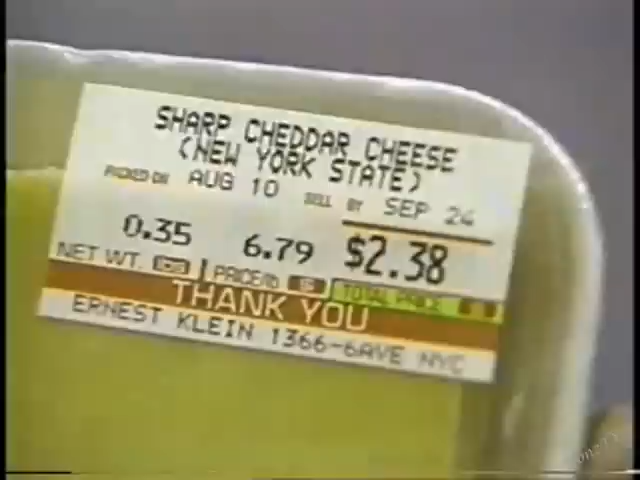 SHARP CHEDDAR CHEESE
(NEW YORK STATE)
PACKED ON AUG 10 SELL BY SEP 24
0.35 6.79 $2.38
NET WT. PRICE/lb $ TOTAL PRICE
THANK YOU
ERNEST KLEIN 1366-6AVE NYC